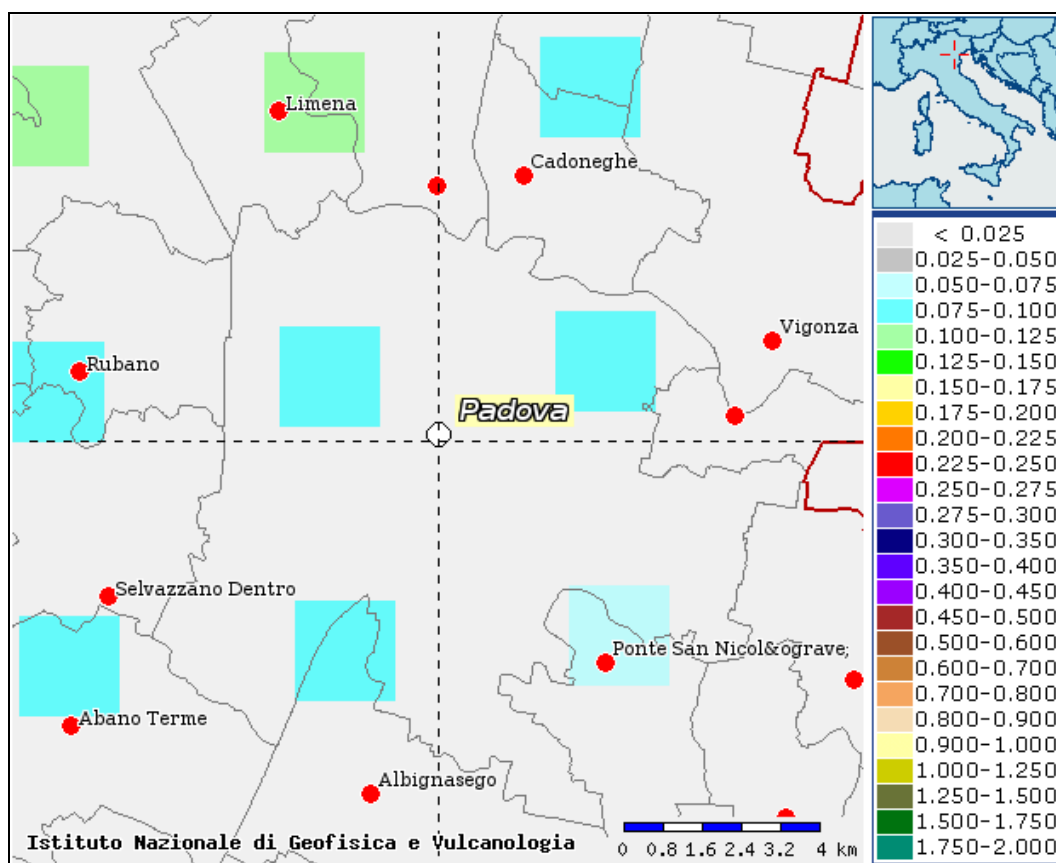 Limena
Cadoneghe
Vigonza
Rubano
Padova
Selvazzano Dentro
Ponte San Nicol&ograve;
Abano Terme
Albignasego
Istituto Nazionale di Geofisica e Vulcanologia
0 0.8 1.6 2.4 3.2 4 km
< 0.025
0.025-0.050
0.050-0.075
0.075-0.100
0.100-0.125
0.125-0.150
0.150-0.175
0.175-0.200
0.200-0.225
0.225-0.250
0.250-0.275
0.275-0.300
0.300-0.350
0.350-0.400
0.400-0.450
0.450-0.500
0.500-0.600
0.600-0.700
0.700-0.800
0.800-0.900
0.900-1.000
1.000-1.250
1.250-1.500
1.500-1.750
1.750-2.000